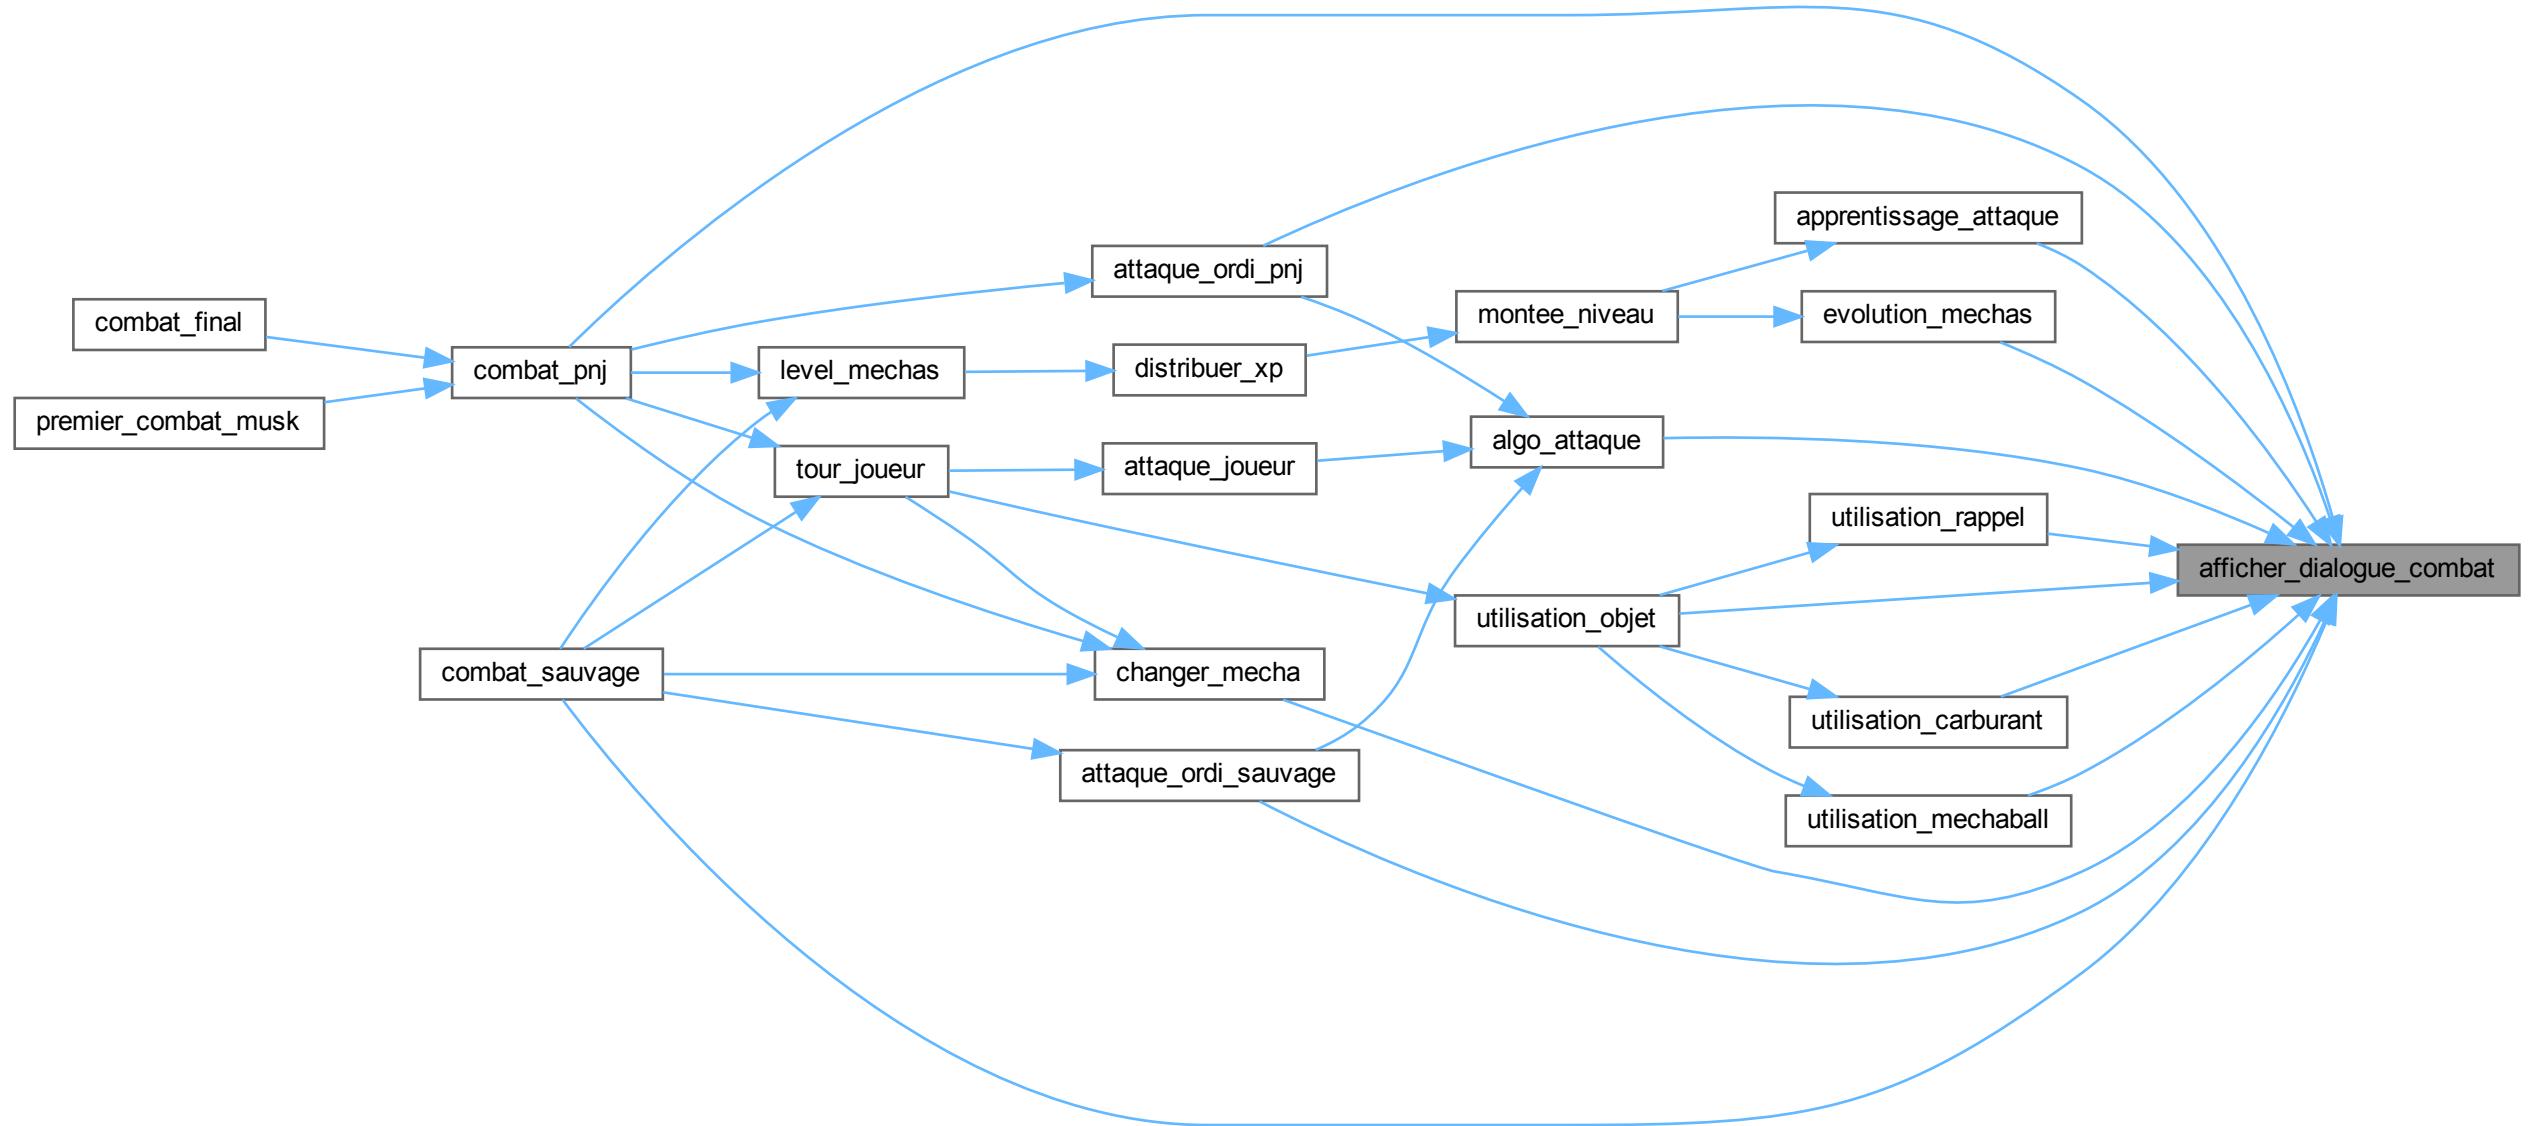 apprentissage_attaque
attaque_ordi_pnj
combat_final
montee_niveau
evolution_mechas
combat_pnj
level_mechas
distribuer_xp
premier_combat_musk
algo_attaque
tour_joueur
attaque_joueur
utilisation_rappel
afficher_dialogue_combat
utilisation_objet
combat_sauvage
changer_mecha
utilisation_carburant
attaque_ordi_sauvage
utilisation_mechaball